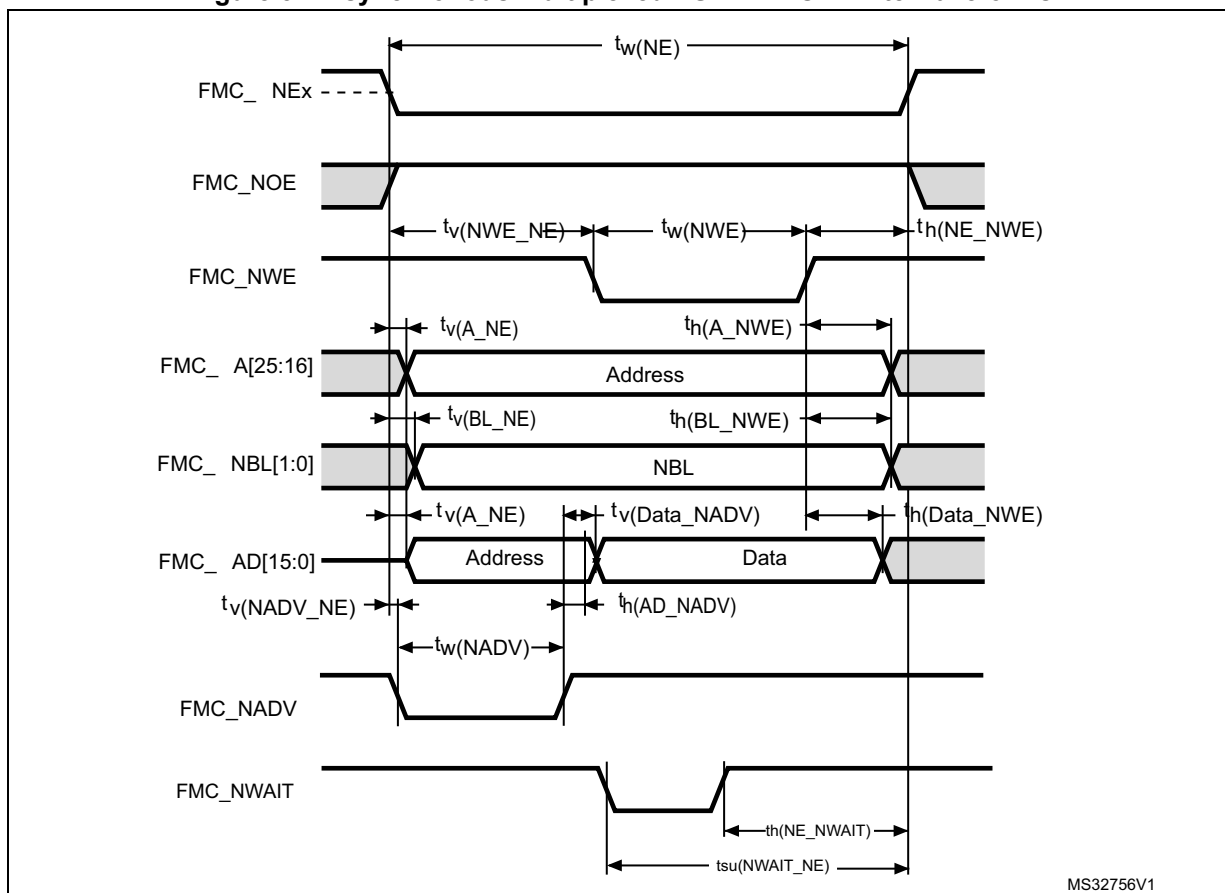 tw(NE)
FMC_ NEx
FMC_NOE
tv(NWE_NE) tw(NWE) th(NE_NWE)
FMC_NWE
tv(A_NE) th(A_NWE)
FMC_ A[25:16] Address
tv(BL_NE) th(BL_NWE)
FMC_ NBL[1:0] NBL
tv(A_NE) tv(Data_NADV) th(Data_NWE)
FMC_ AD[15:0] Address Data
tv(NADV_NE) th(AD_NADV)
tw(NADV)
FMC_NADV
FMC_NWAIT
th(NE_NWAIT)
tsu(NWAIT_NE)
MS32756V1